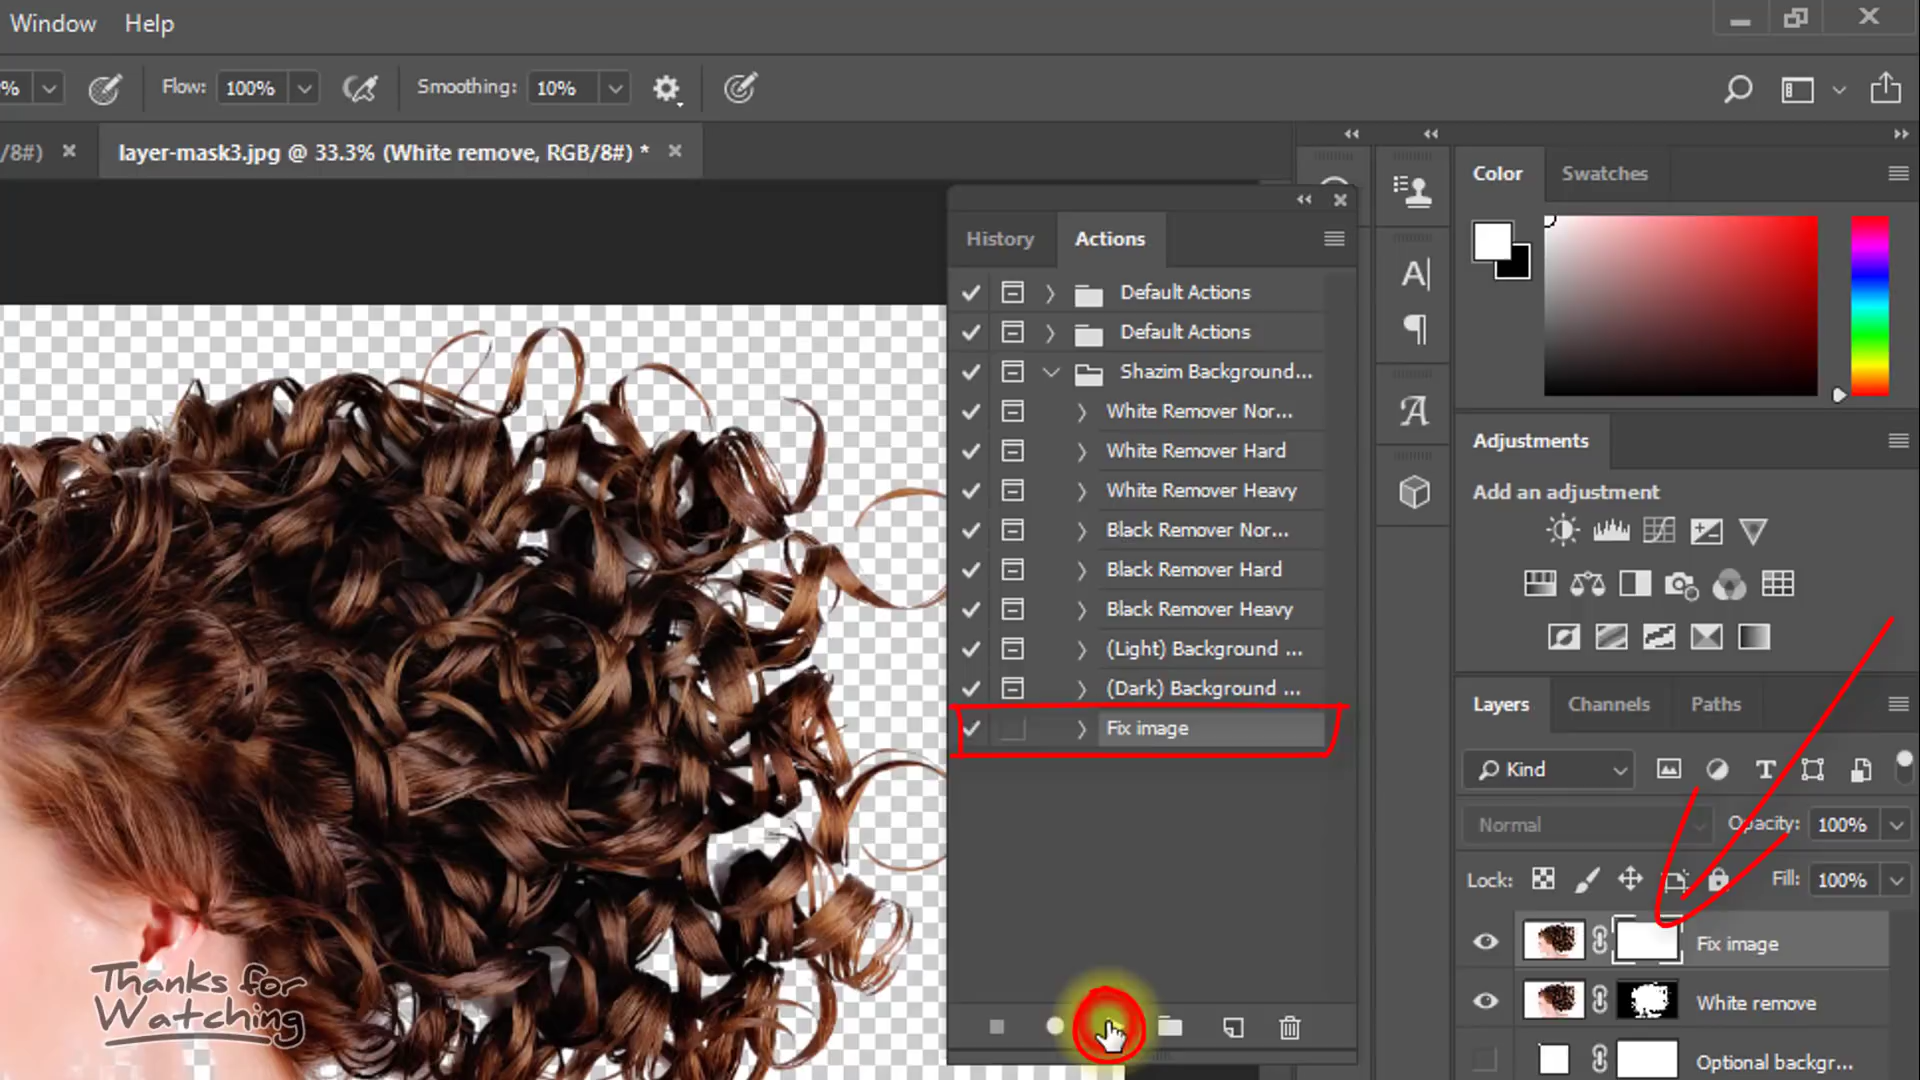 Window Help
% Flow: 100% Smoothing: 10%
/8#) layer-mask3.jpg @ 33.3% (White remove, RGB/8#) *
Color Swatches
History Actions
Default Actions
Default Actions
Shazim Background...
White Remover Nor...
White Remover Hard
White Remover Heavy
Black Remover Nor...
Black Remover Hard
Black Remover Heavy
(Light) Background ...
(Dark) Background ...
Fix image
Adjustments
Add an adjustment
Layers Channels Paths
Kind
Normal Opacity: 100%
Lock: Fill: 100%
Fix image
White remove
Optional backgr...
Thanks for
Watching